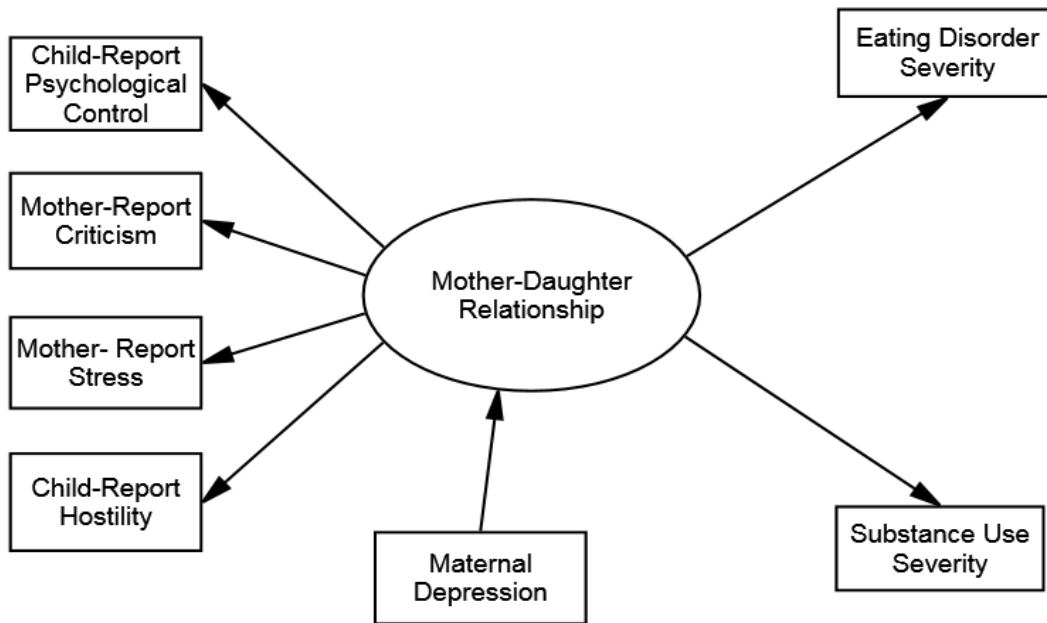 Child-Report
Psychological
Control
Mother-Report
Criticism
Mother- Report
Stress
Child-Report
Hostility
Mother-Daughter
Relationship
Maternal
Depression
Eating Disorder
Severity
Substance Use
Severity